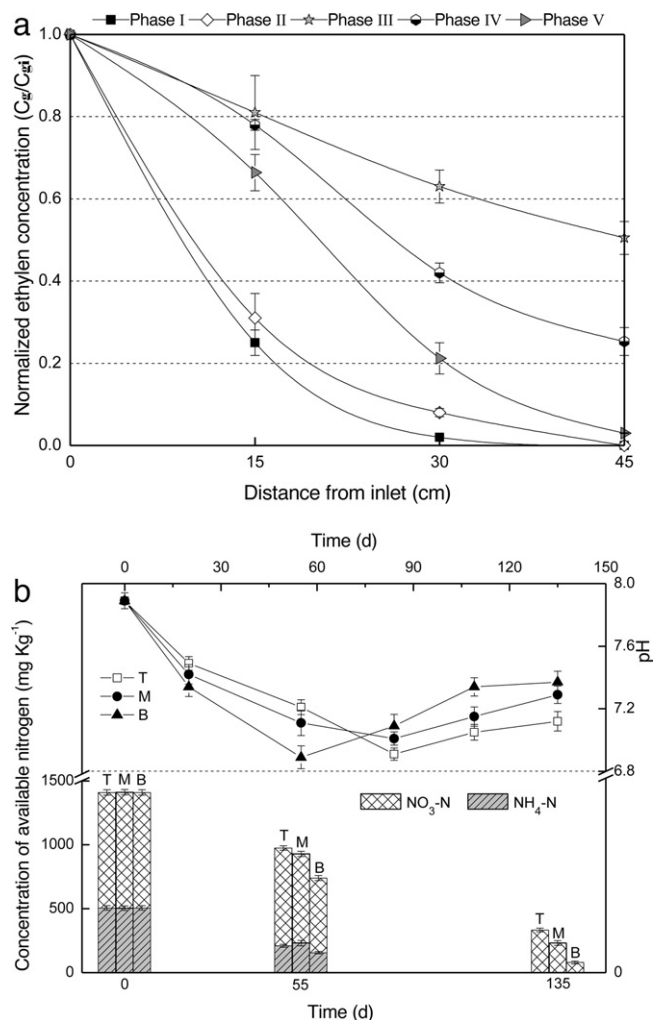 a
Phase I Phase II Phase III Phase IV Phase V
Normalized ethylen concentration (Cg/Cgi)
1.0
0.8
0.6
0.4
0.2
0.0
0 15 30 45
Distance from inlet (cm)
b
Time (d)
0 30 60 90 120 150
Concentration of available nitrogen (mg Kg⁻¹)
pH
8.0
7.6
7.2
6.8
T
M
B
1500
1000
500
0
T M B
T M B
T M B
NO₃-N NH₄-N
0
0 55 135
Time (d)